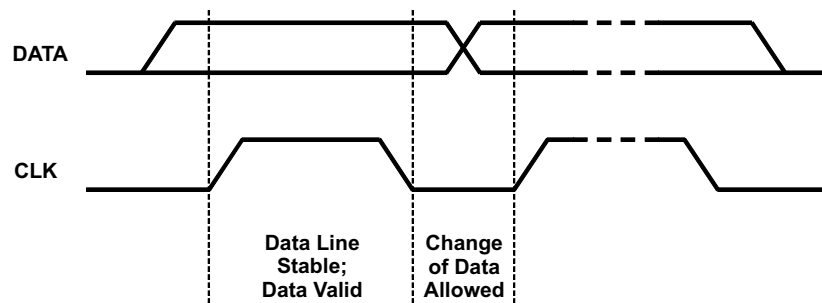 DATA
CLK
Data Line
Stable;
Data Valid
Change
of Data
Allowed